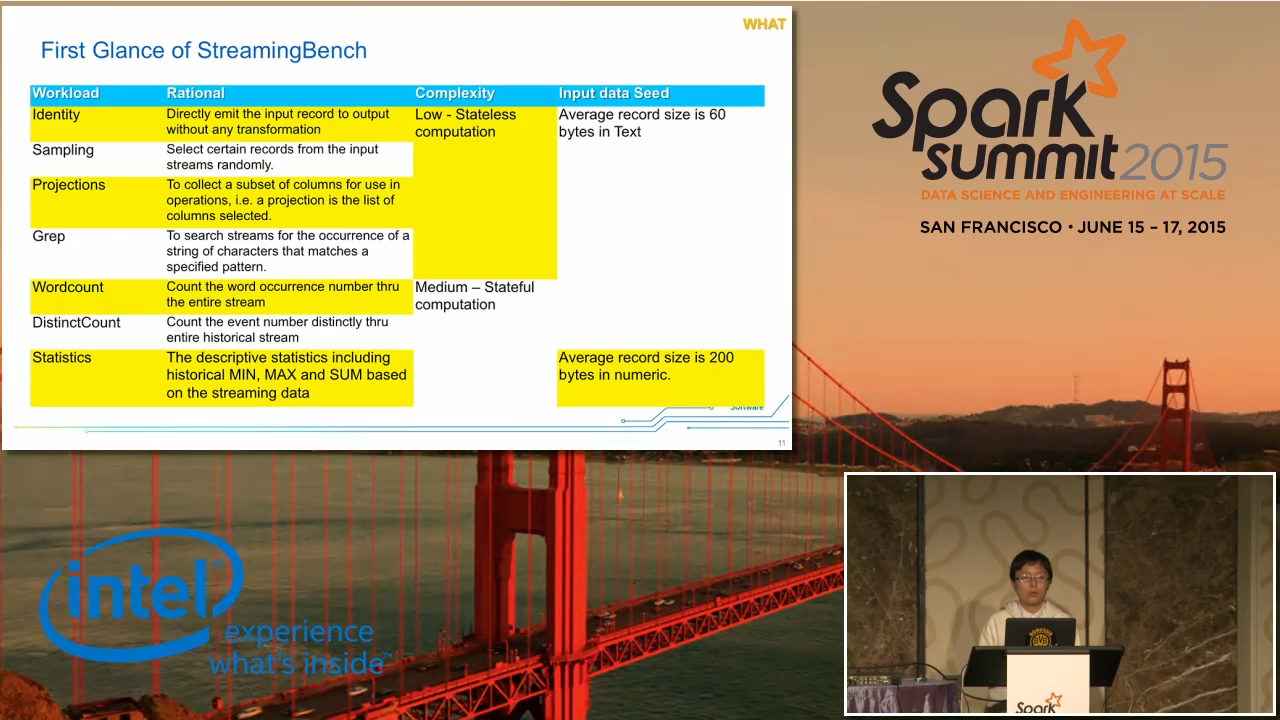 WHAT
First Glance of StreamingBench
Workload Rational Complexity Input data Seed
Identity
Directly emit the input record to output
without any transformation
Low - Stateless
computation
Average record size is 60
bytes in Text
Sampling
Select certain records from the input
streams randomly.
Projections
To collect a subset of columns for use in
operations, i.e. a projection is the list of
columns selected.
Grep
To search streams for the occurrence of a
string of characters that matches a
specified pattern.
Wordcount
Count the word occurrence number thru
the entire stream
Medium – Stateful
computation
DistinctCount
Count the event number distinctly thru
entire historical stream
Statistics
The descriptive statistics including
historical MIN, MAX and SUM based
on the streaming data
Average record size is 200
bytes in numeric.
Software
11
Spark
summit 2015
DATA SCIENCE AND ENGINEERING AT SCALE
SAN FRANCISCO • JUNE 15 – 17, 2015
intel®
experience
what's inside™
Spark